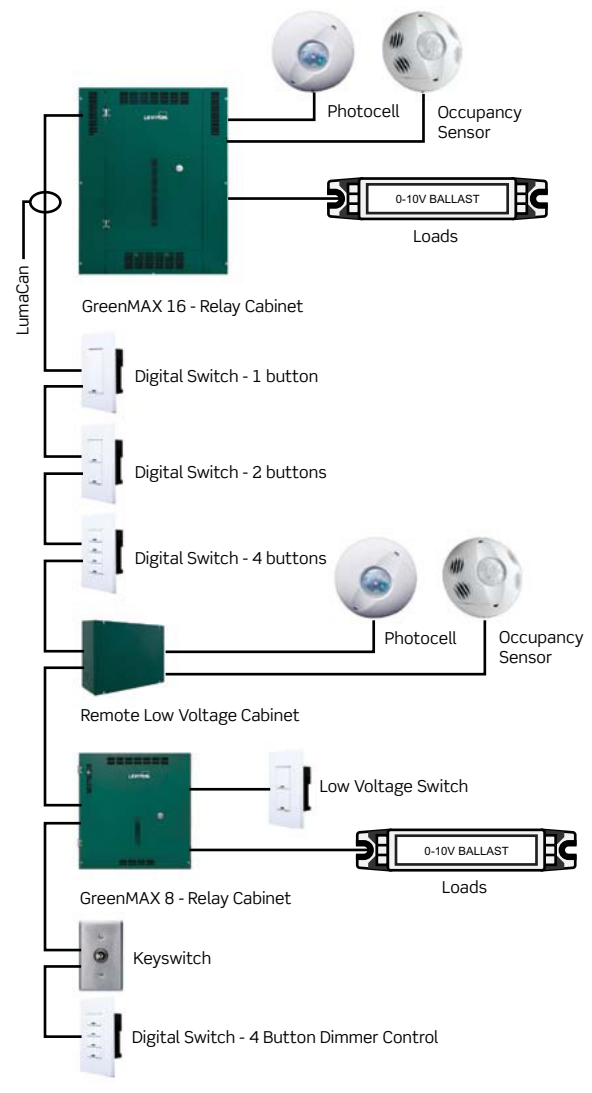 Photocell
Occupancy
Sensor
LEVITON
0-10V BALLAST
Loads
LumaCan
GreenMAX 16 - Relay Cabinet
Digital Switch - 1 button
Digital Switch - 2 buttons
Digital Switch - 4 buttons
Photocell
Occupancy
Sensor
Remote Low Voltage Cabinet
LEVITON
Low Voltage Switch
0-10V BALLAST
Loads
GreenMAX 8 - Relay Cabinet
Keyswitch
Digital Switch - 4 Button Dimmer Control